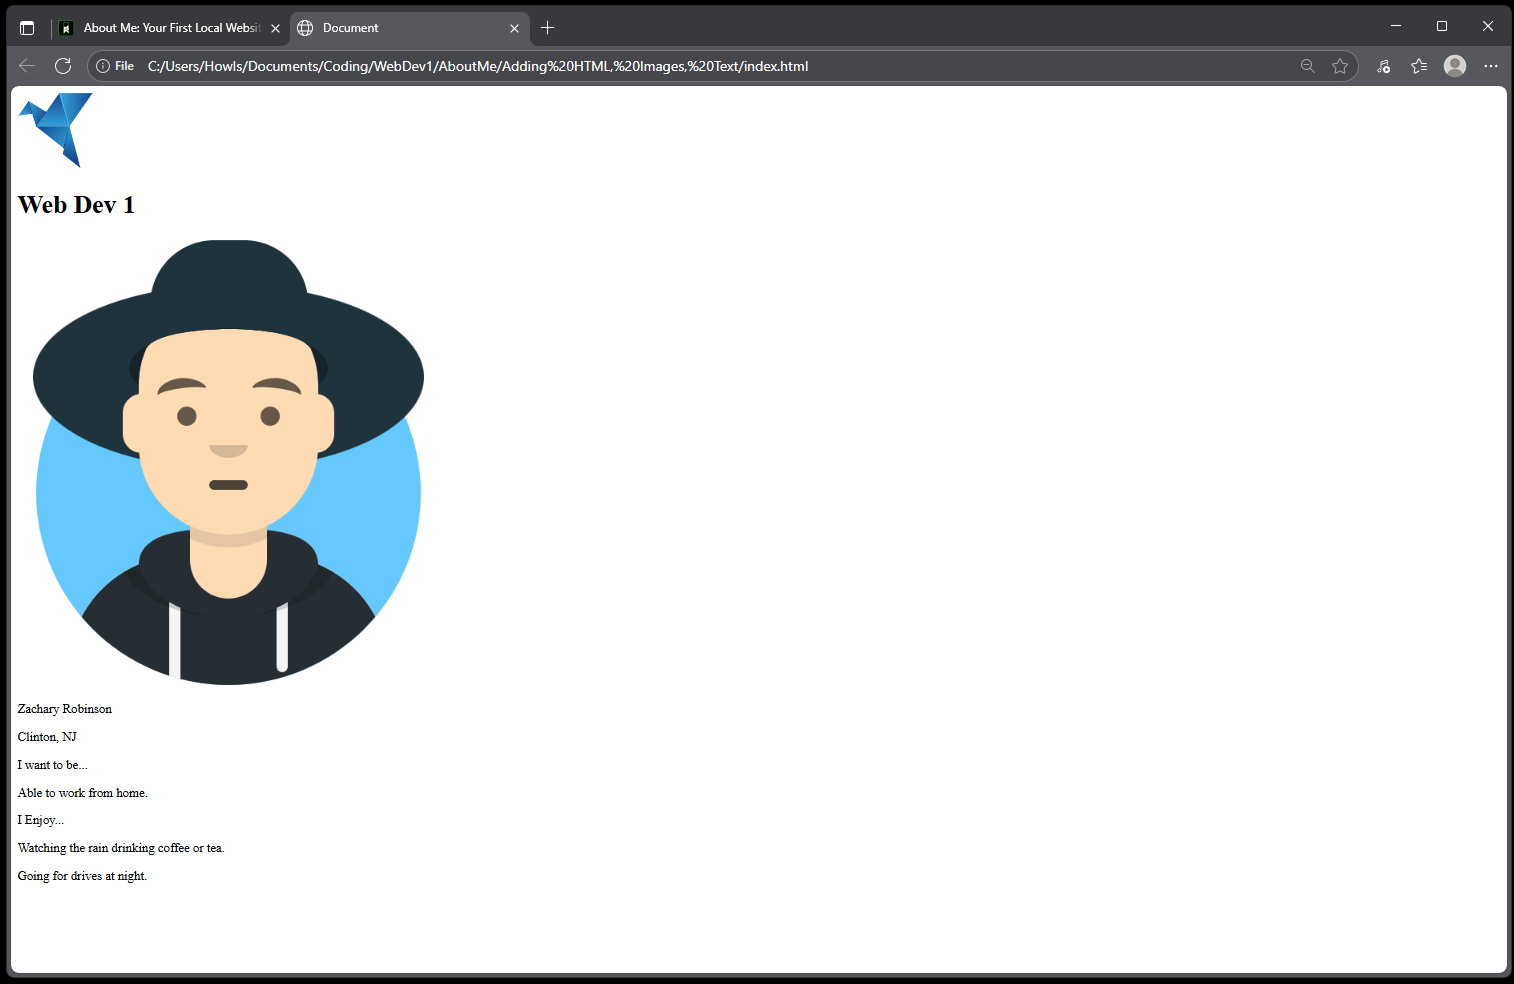 About Me: Your First Local Websi
Document
File C:/Users/Howls/Documents/Coding/WebDev1/AboutMe/Adding%20HTML,%20Images,%20Text/index.html
Web Dev 1
Zachary Robinson
Clinton, NJ
I want to be...
Able to work from home.
I Enjoy...
Watching the rain drinking coffee or tea.
Going for drives at night.